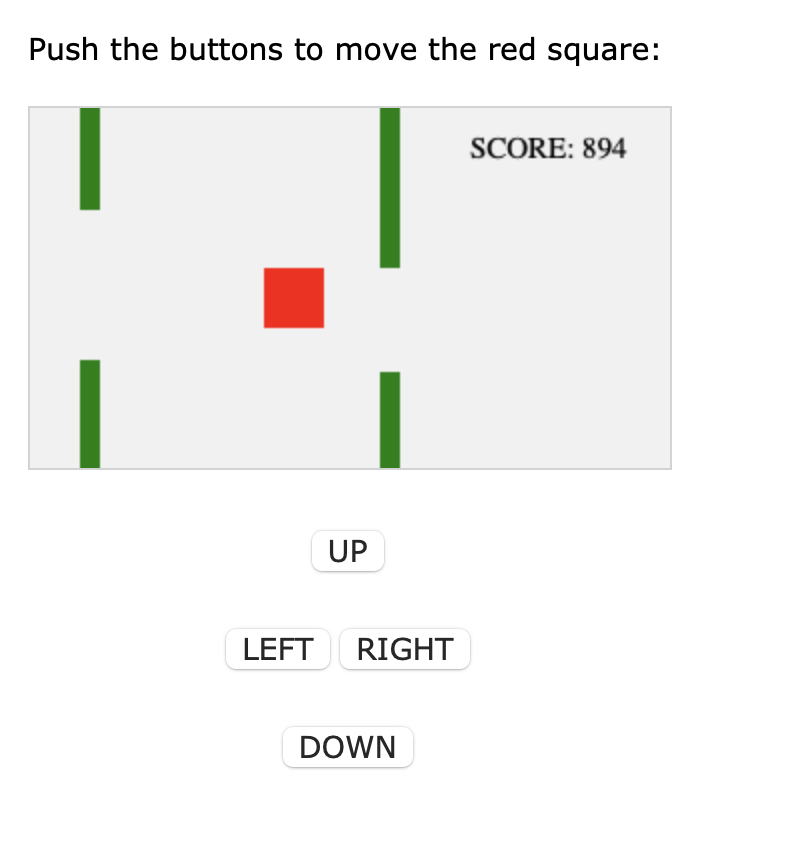 Push the buttons to move the red square:
SCORE: 894
UP
LEFT RIGHT
DOWN